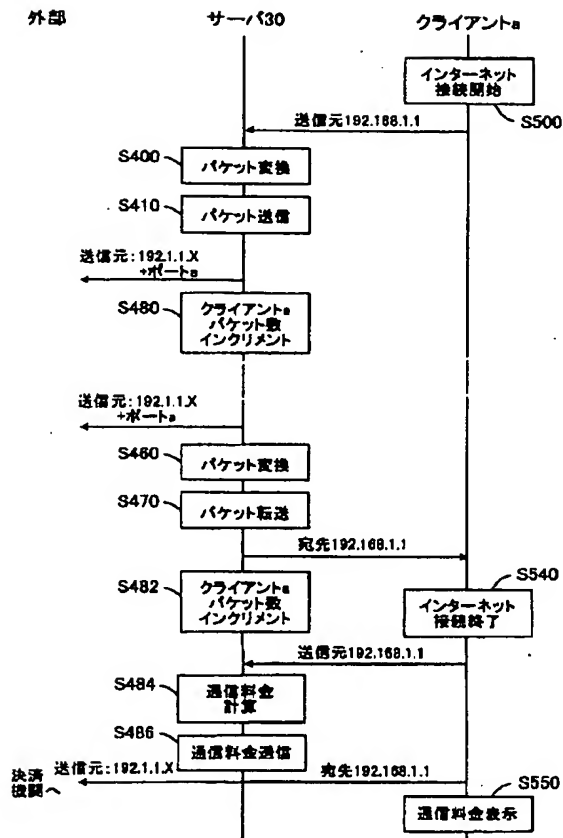 外部
サーバ30
クライアントa
インターネット
接続開始
S500
送信元192.168.1.1
S400
パケット変換
S410
パケット送信
送信元:192.1.1.X
+ポートa
S480
クライアントa
パケット数
インクリメント
送信元:192.1.1.X
+ポートa
S460
パケット変換
S470
パケット転送
宛先192.168.1.1
S482
クライアントa
パケット数
インクリメント
S540
インターネット
接続終了
送信元192.168.1.1
S484
通信料金
計算
S486
通信料金送信
決済
機関へ
送信元:192.1.1.X
宛先192.168.1.1
S550
通信料金表示